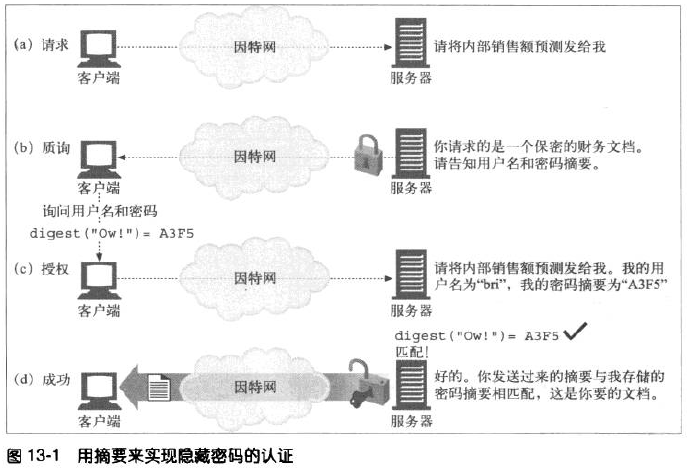 (a) 请求
因特网
请将内部销售额预测发给我
客户端
服务器
(b) 质询
因特网
你请求的是一个保密的财务文档。
请告知用户名和密码摘要。
客户端
服务器
询问用户名和密码
digest("Ow!")= A3F5
(c) 授权
因特网
请将内部销售额预测发给我。我的用
户名为“bri”，我的密码摘要为“A3F5”
客户端
服务器
digest("Ow!")= A3F5
匹配!
(d) 成功
因特网
好的。你发送过来的摘要与我存储的
密码摘要相匹配，这是你要的文档。
客户端
服务器
图 13-1 用摘要来实现隐藏密码的认证